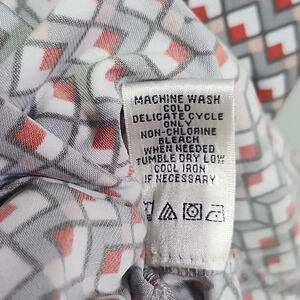 MACHINE WASH
COLD
DELICATE CYCLE
ONLY
NON-CHLORINE
BLEACH
WHEN NEEDED
TUMBLE DRY LOW
COOL IRON
IF NECESSARY